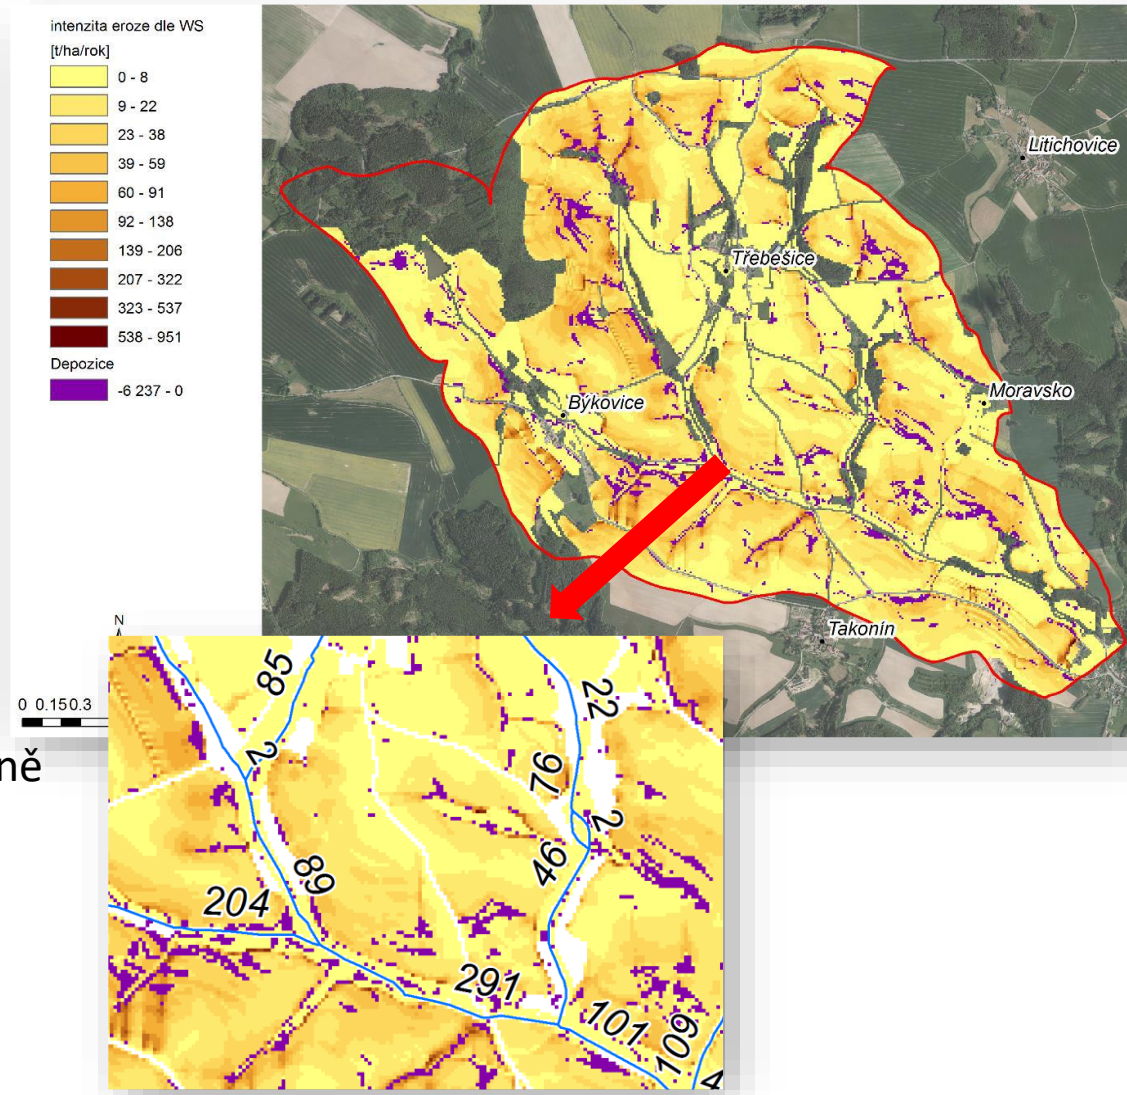 intenzita eroze dle WS
[t/ha/rok]
0 - 8
9 - 22
23 - 38
39 - 59
60 - 91
92 - 138
139 - 206
207 - 322
323 - 537
538 - 951
Depozice
-6 237 - 0
Litichovice
Třebešice
Moravsko
Býkovice
Takonín
N
0 0.150.3
ně
85
2
22
76
2
46
89
204
291
101
109
4